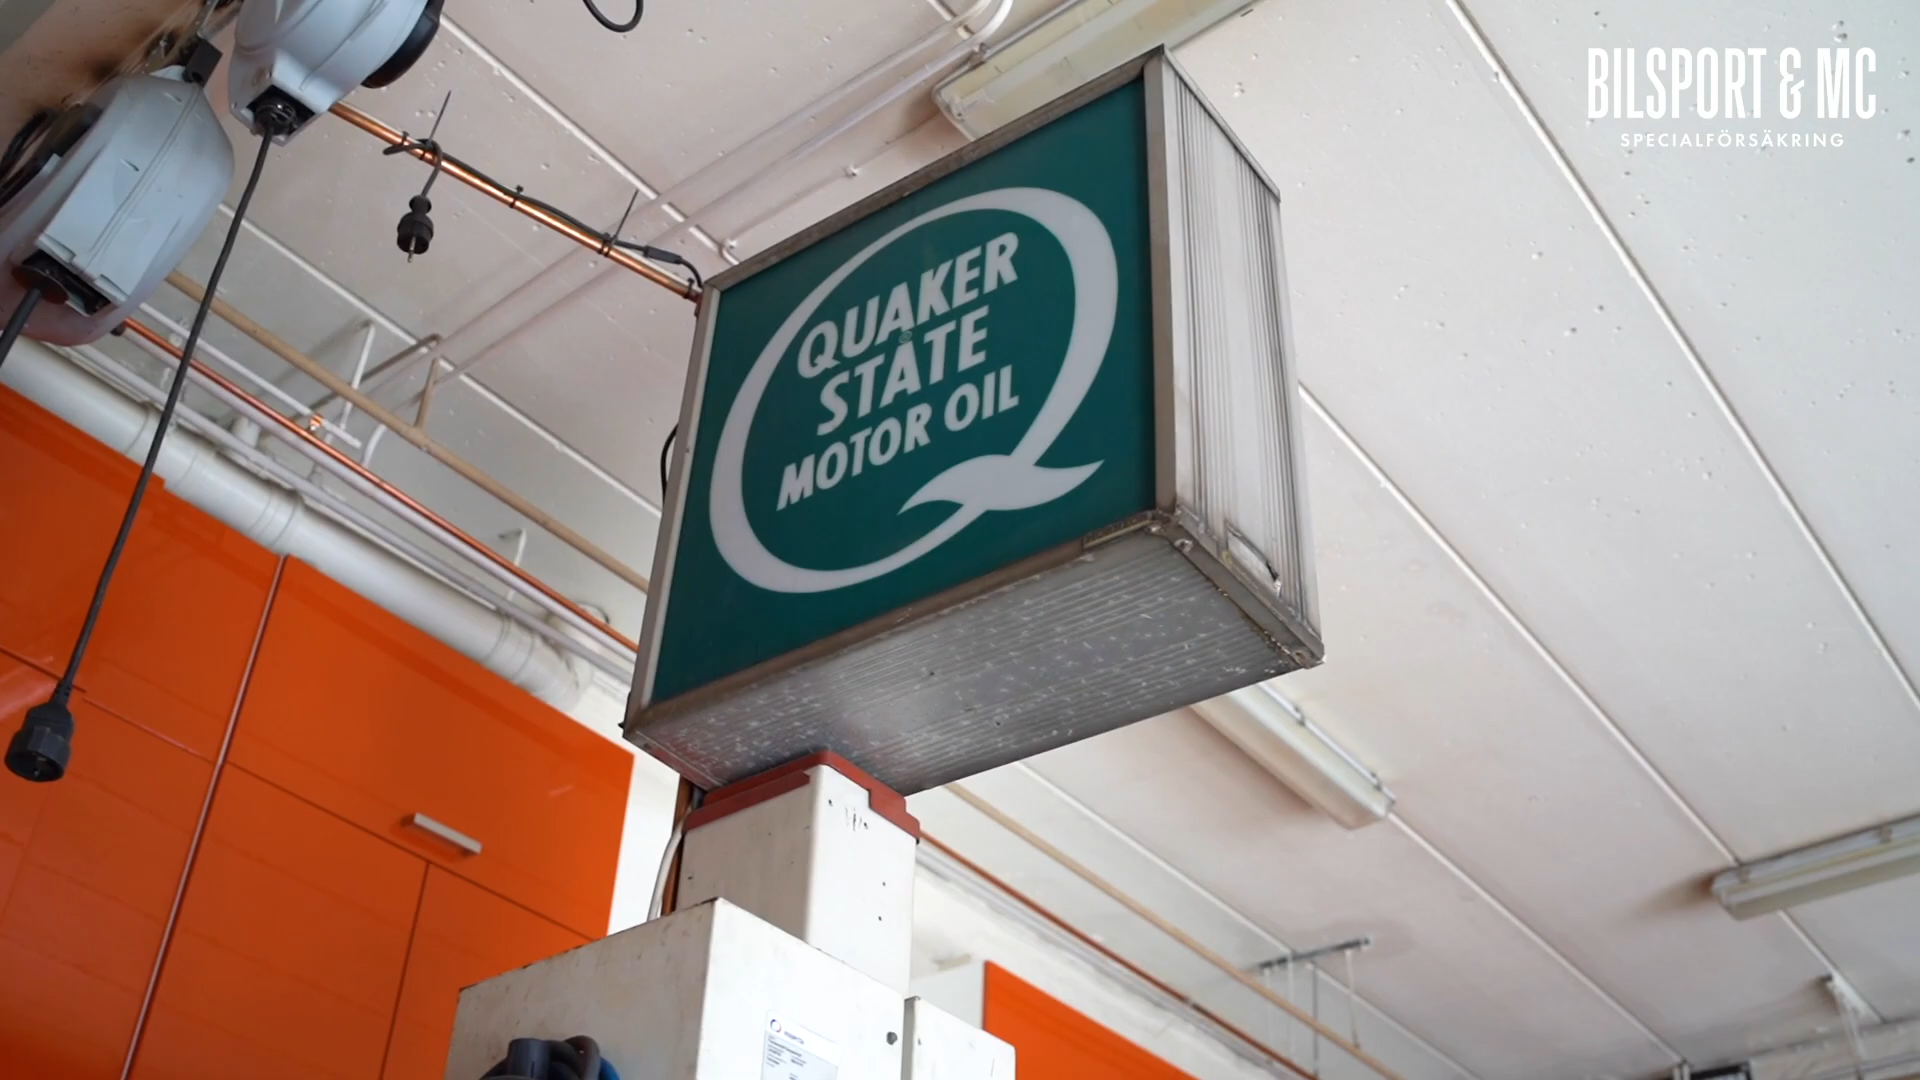 BILSPORT & MC
SPECIALFÖRSÄKRING
QUAKER
STATE
MOTOR OIL